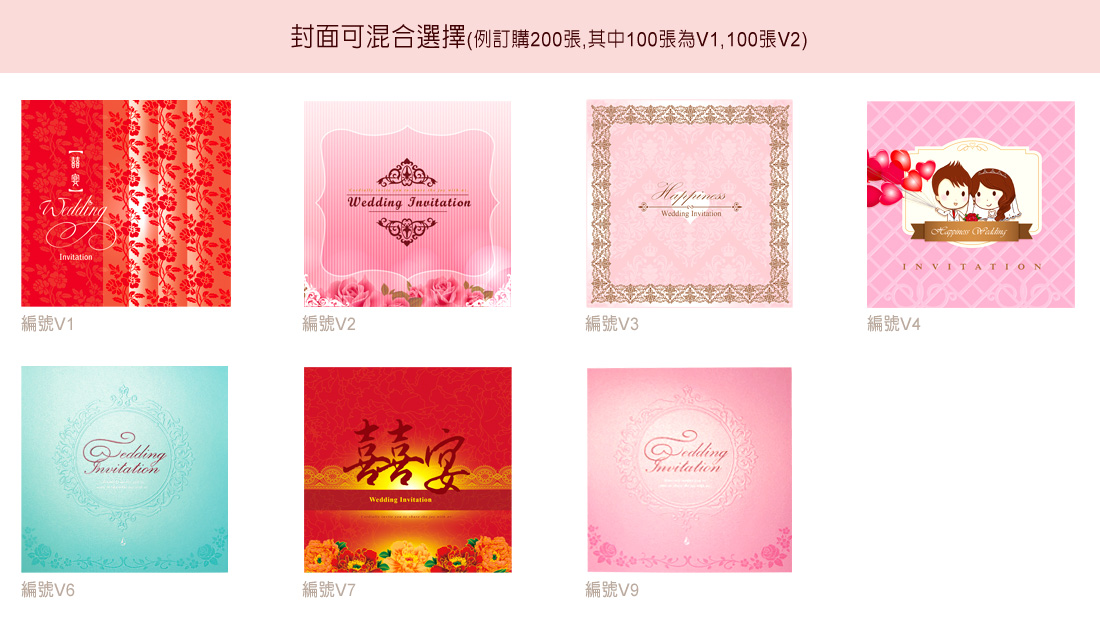 封面可混合選擇(例訂購200張,其中100張為V1,100張V2)
囍宴
Wedding
Invitation
編號V1
Wedding Invitation
編號V2
Happiness
Wedding Invitation
編號V3
Happiness Wedding
INVITATION
編號V4
Wedding
Invitation
編號V6
囍宴
Wedding Invitation
編號V7
Wedding
Invitation
編號V9